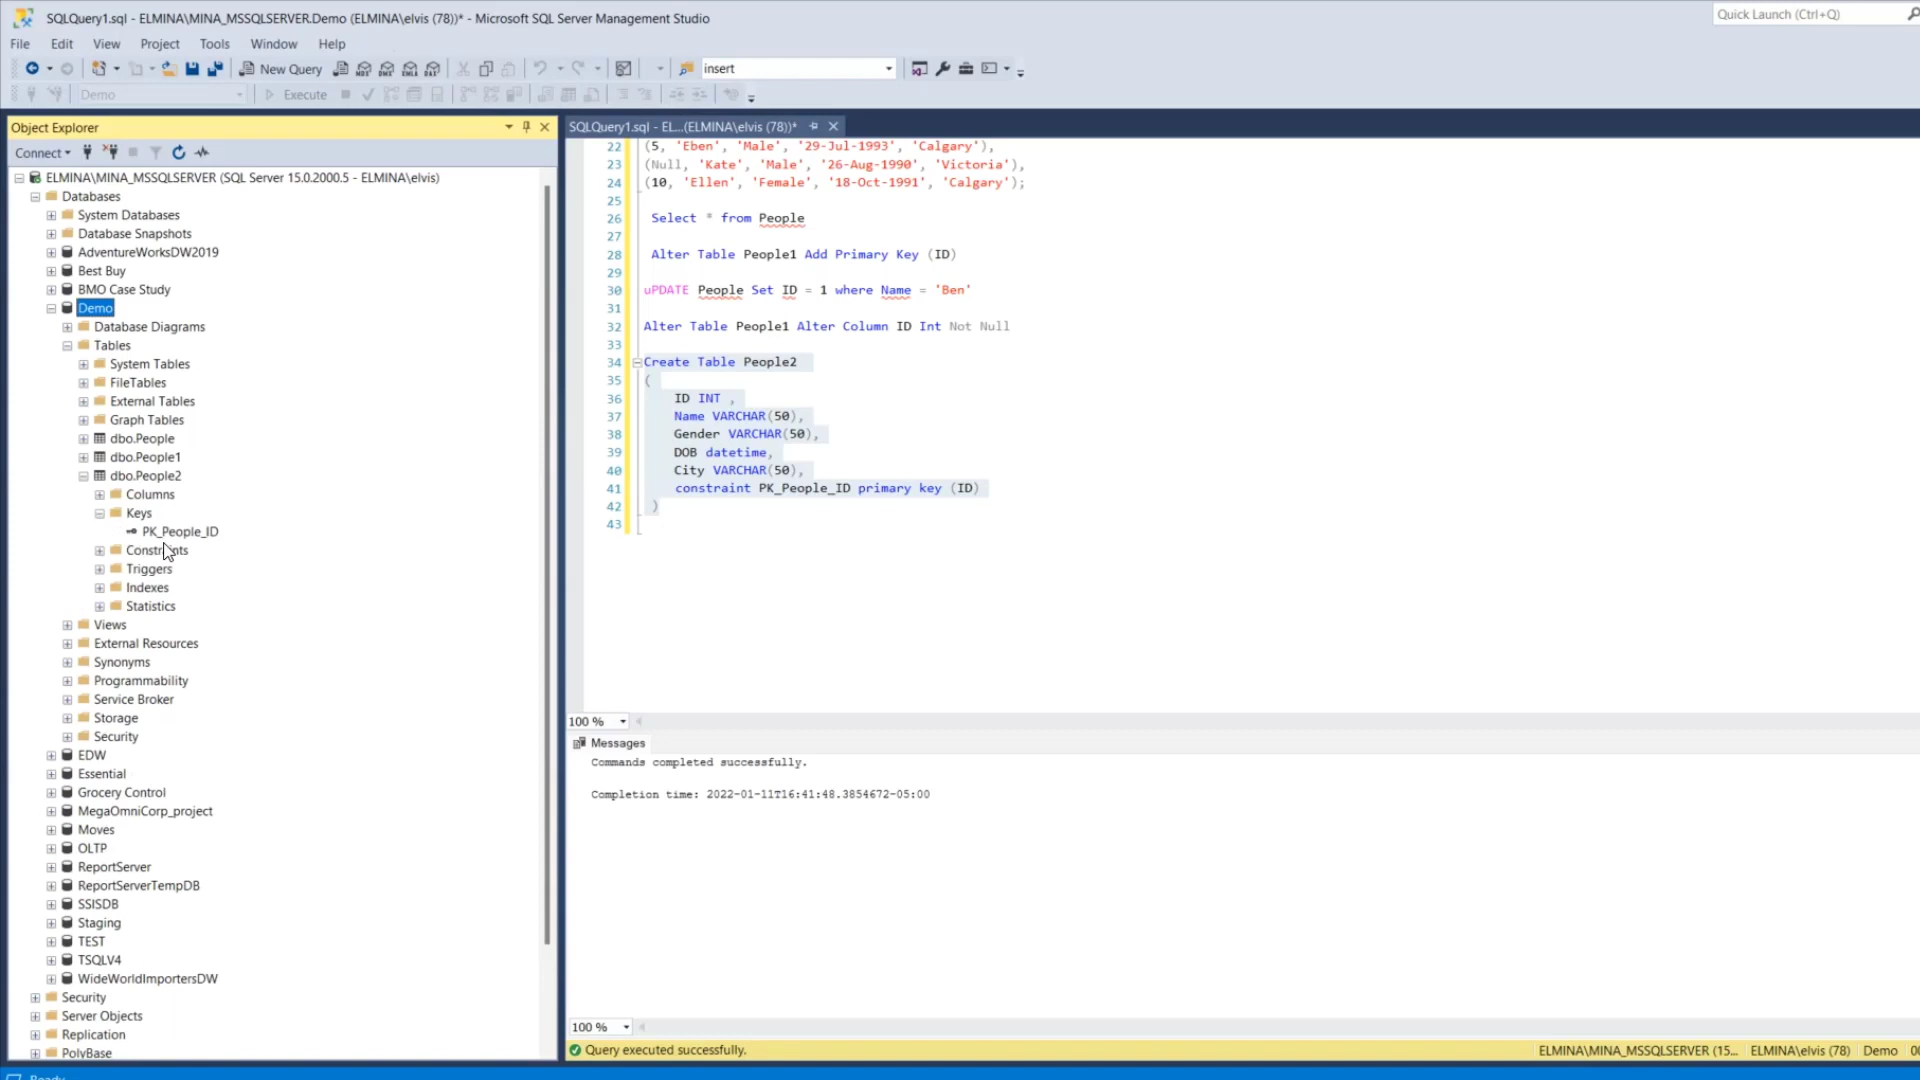 SQLQuery1.sql - ELMINA\MINA_MSSQLSERVER.Demo (ELMINA\elvis (78))* - Microsoft SQL Server Management Studio
Quick Launch (Ctrl+Q)
File Edit View Project Tools Window Help
New Query
insert
Demo
Execute
Object Explorer
Connect
ELMINA\MINA_MSSQLSERVER (SQL Server 15.0.2000.5 - ELMINA\elvis)
Databases
System Databases
Database Snapshots
AdventureWorksDW2019
Best Buy
BMO Case Study
Demo
Database Diagrams
Tables
System Tables
FileTables
External Tables
Graph Tables
dbo.People
dbo.People1
dbo.People2
Columns
Keys
PK_People_ID
Constraints
Triggers
Indexes
Statistics
Views
External Resources
Synonyms
Programmability
Service Broker
Storage
Security
EDW
Essential
Grocery Control
MegaOmniCorp_project
Moves
OLTP
ReportServer
ReportServerTempDB
SSISDB
Staging
TEST
TSQLV4
WideWorldImportersDW
Security
Server Objects
Replication
PolyBase
SQLQuery1.sql - EL...(ELMINA\elvis (78))*
22 (5, 'Eben', 'Male', '29-Jul-1993', 'Calgary'),
23 (Null, 'Kate', 'Male', '26-Aug-1990', 'Victoria'),
24 (10, 'Ellen', 'Female', '18-Oct-1991', 'Calgary');
25
26 Select * from People
27
28 Alter Table People1 Add Primary Key (ID)
29
30 uPDATE People Set ID = 1 where Name = 'Ben'
31
32 Alter Table People1 Alter Column ID Int Not Null
33
34 Create Table People2
35 (
36 ID INT ,
37 Name VARCHAR(50),
38 Gender VARCHAR(50),
39 DOB datetime,
40 City VARCHAR(50),
41 constraint PK_People_ID primary key (ID)
42 )
43
100 %
Messages
Commands completed successfully.
Completion time: 2022-01-11T16:41:48.3854672-05:00
100 %
Query executed successfully.
ELMINA\MINA_MSSQLSERVER (15... ELMINA\elvis (78) Demo
Ready